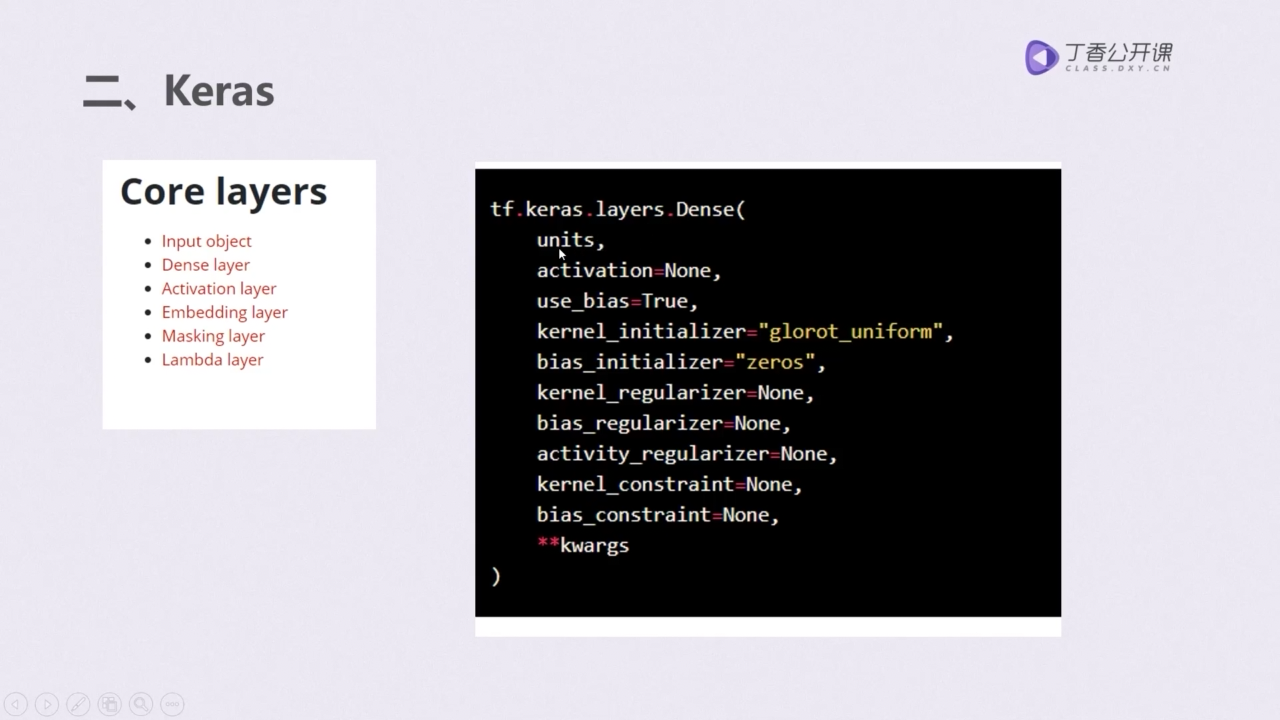 丁香公开课
CLASS.DXY.CN
二、Keras
Core layers
Input object
Dense layer
Activation layer
Embedding layer
Masking layer
Lambda layer
tf.keras.layers.Dense(
units,
activation=None,
use_bias=True,
kernel_initializer="glorot_uniform",
bias_initializer="zeros",
kernel_regularizer=None,
bias_regularizer=None,
activity_regularizer=None,
kernel_constraint=None,
bias_constraint=None,
**kwargs
)